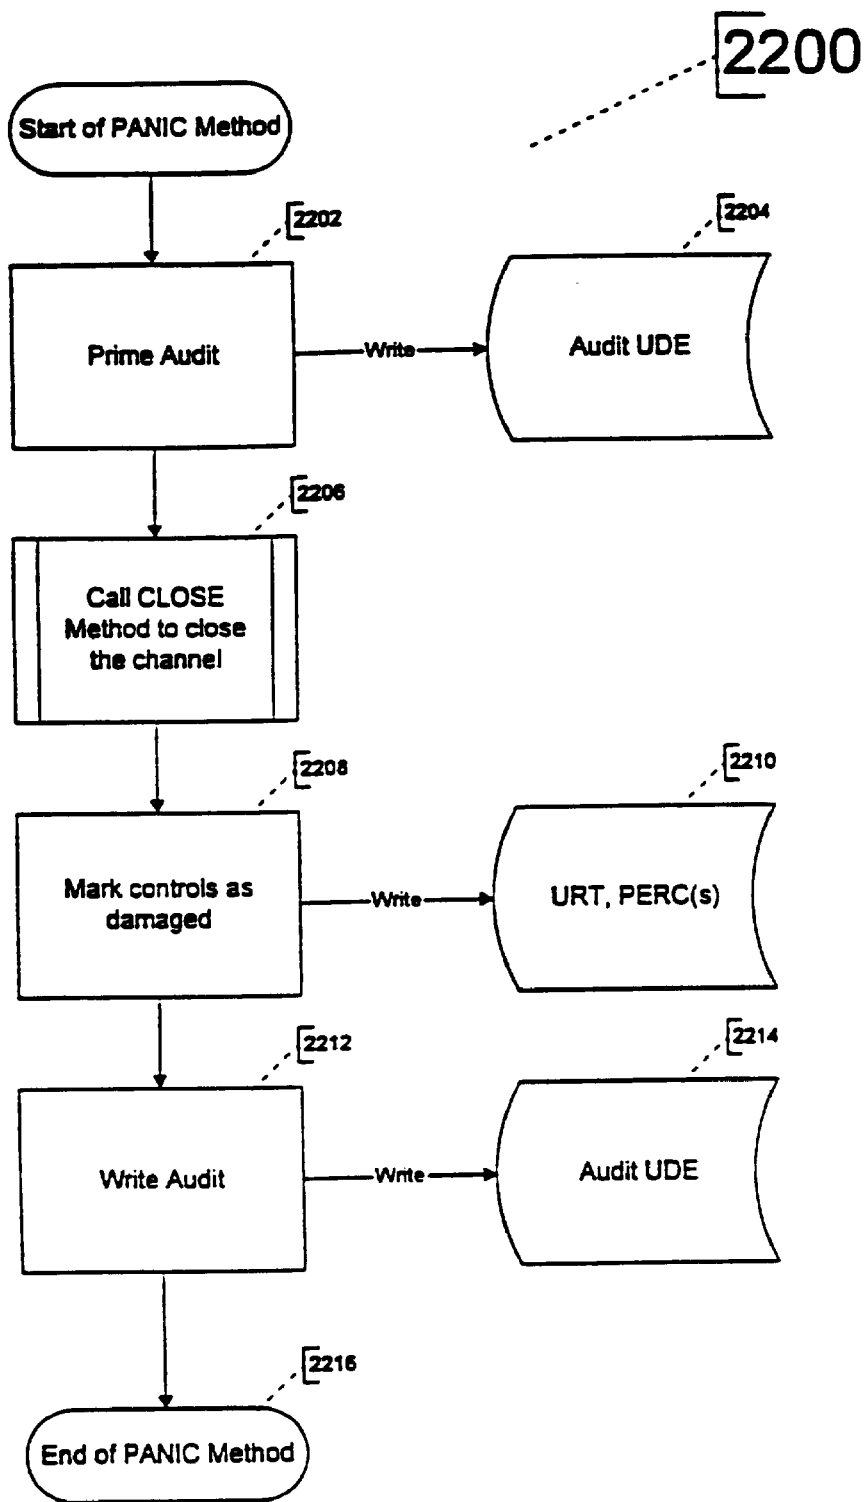 2200
Start of PANIC Method
2202
2204
Prime Audit
Write
Audit UDE
2206
Call CLOSE
Method to close
the channel
2208
2210
Mark controls as
damaged
Write
URT, PERC(s)
2212
2214
Write Audit
Write
Audit UDE
2216
End of PANIC Method